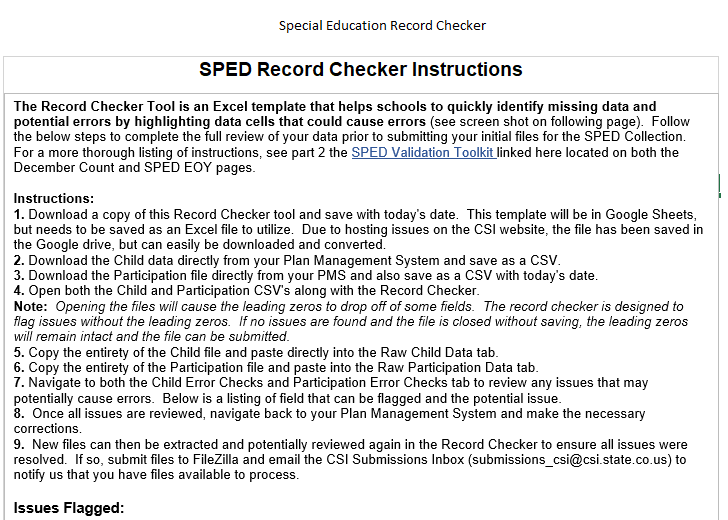 Special Education Record Checker
SPED Record Checker Instructions
The Record Checker Tool is an Excel template that helps schools to quickly identify missing data and
potential errors by highlighting data cells that could cause errors (see screen shot on following page).  Follow
the below steps to complete the full review of your data prior to submitting your initial files for the SPED Collection.
For a more thorough listing of instructions, see part 2 the SPED Validation Toolkit linked here located on both the
December Count and SPED EOY pages.
Instructions:
1. Download a copy of this Record Checker tool and save with today's date.  This template will be in Google Sheets,
but needs to be saved as an Excel file to utilize.  Due to hosting issues on the CSI website, the file has been saved in
the Google drive, but can easily be downloaded and converted.
2. Download the Child data directly from your Plan Management System and save as a CSV.
3. Download the Participation file directly from your PMS and also save as a CSV with today's date.
4. Open both the Child and Participation CSV's along with the Record Checker.
Note:  Opening the files will cause the leading zeros to drop off of some fields.  The record checker is designed to
flag issues without the leading zeros.  If no issues are found and the file is closed without saving, the leading zeros
will remain intact and the file can be submitted.
5. Copy the entirety of the Child file and paste directly into the Raw Child Data tab.
6. Copy the entirety of the Participation file and paste into the Raw Participation Data tab.
7. Navigate to both the Child Error Checks and Participation Error Checks tab to review any issues that may
potentially cause errors.  Below is a listing of field that can be flagged and the potential issue.
8.  Once all issues are reviewed, navigate back to your Plan Management System and make the necessary
corrections.
9.  New files can then be extracted and potentially reviewed again in the Record Checker to ensure all issues were
resolved.  If so, submit files to FileZilla and email the CSI Submissions Inbox (submissions_csi@csi.state.co.us) to
notify us that you have files available to process.
Issues Flagged: